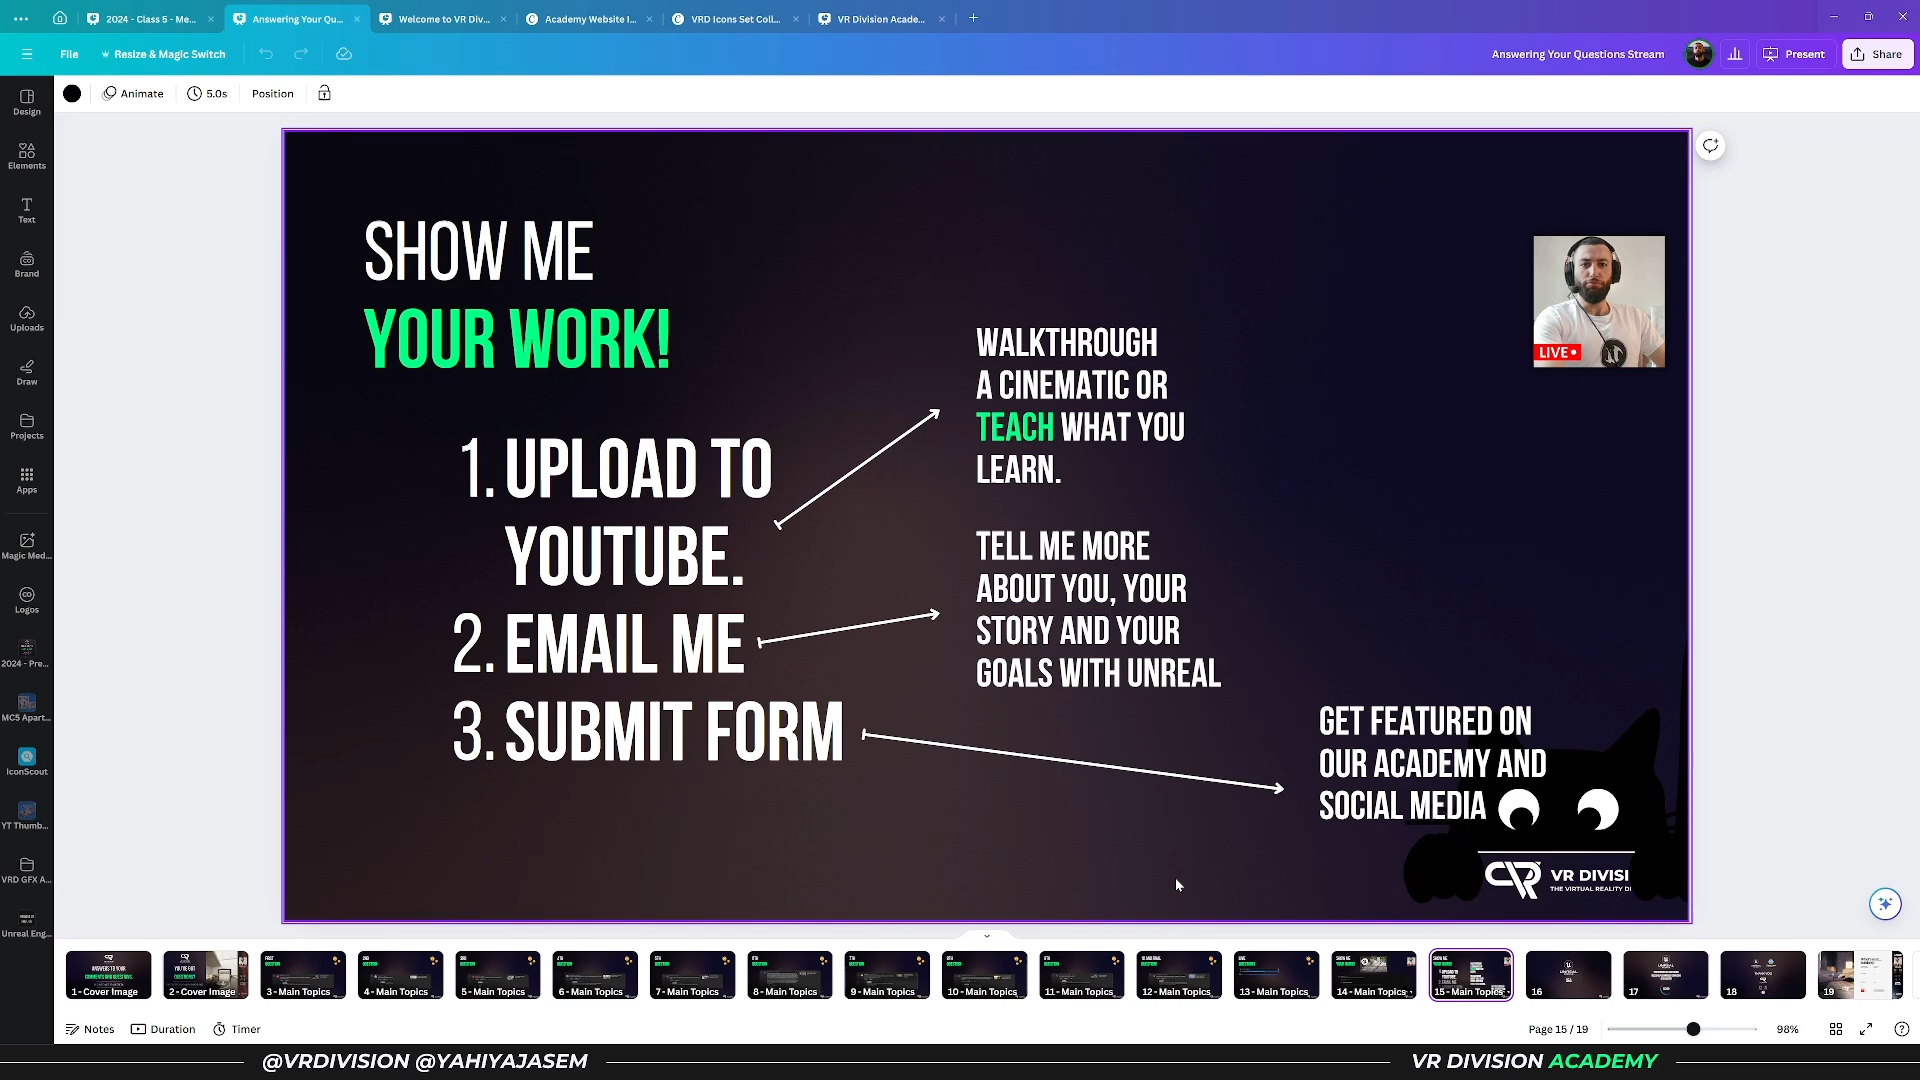 2024 - Class 5 - Me...
Answering Your Qu...
Welcome to VR Div...
Academy Website I...
VRD Icons Set Coll...
VR Division Acade...
File
Resize & Magic Switch
Answering Your Questions Stream
Present
Share
Animate
5.0s
Position
Design
Elements
Text
Brand
Uploads
Draw
Projects
Apps
Magic Med...
Logos
2024 - Pre...
MC5 Apart...
IconScout
YT Thumb...
VRD GFX A...
Unreal Eng...
SHOW ME
YOUR WORK!
1. UPLOAD TO
YOUTUBE.
2. EMAIL ME
3. SUBMIT FORM
WALKTHROUGH
A CINEMATIC OR
TEACH WHAT YOU
LEARN.
TELL ME MORE
ABOUT YOU, YOUR
STORY AND YOUR
GOALS WITH UNREAL
GET FEATURED ON
OUR ACADEMY AND
SOCIAL MEDIA
LIVE
VR DIVISI
THE VIRTUAL REALITY DI
1 - Cover Image
2 - Cover Image
3 - Main Topics
4 - Main Topics
5 - Main Topics
6 - Main Topics
7 - Main Topics
8 - Main Topics
9 - Main Topics
10 - Main Topics
11 - Main Topics
12 - Main Topics
13 - Main Topics
14 - Main Topics
15 - Main Topics
16
17
18
19
Notes
Duration
Timer
Page 15 / 19
98%
@VRDIVISION @YAHIYAJASEM
VR DIVISION ACADEMY